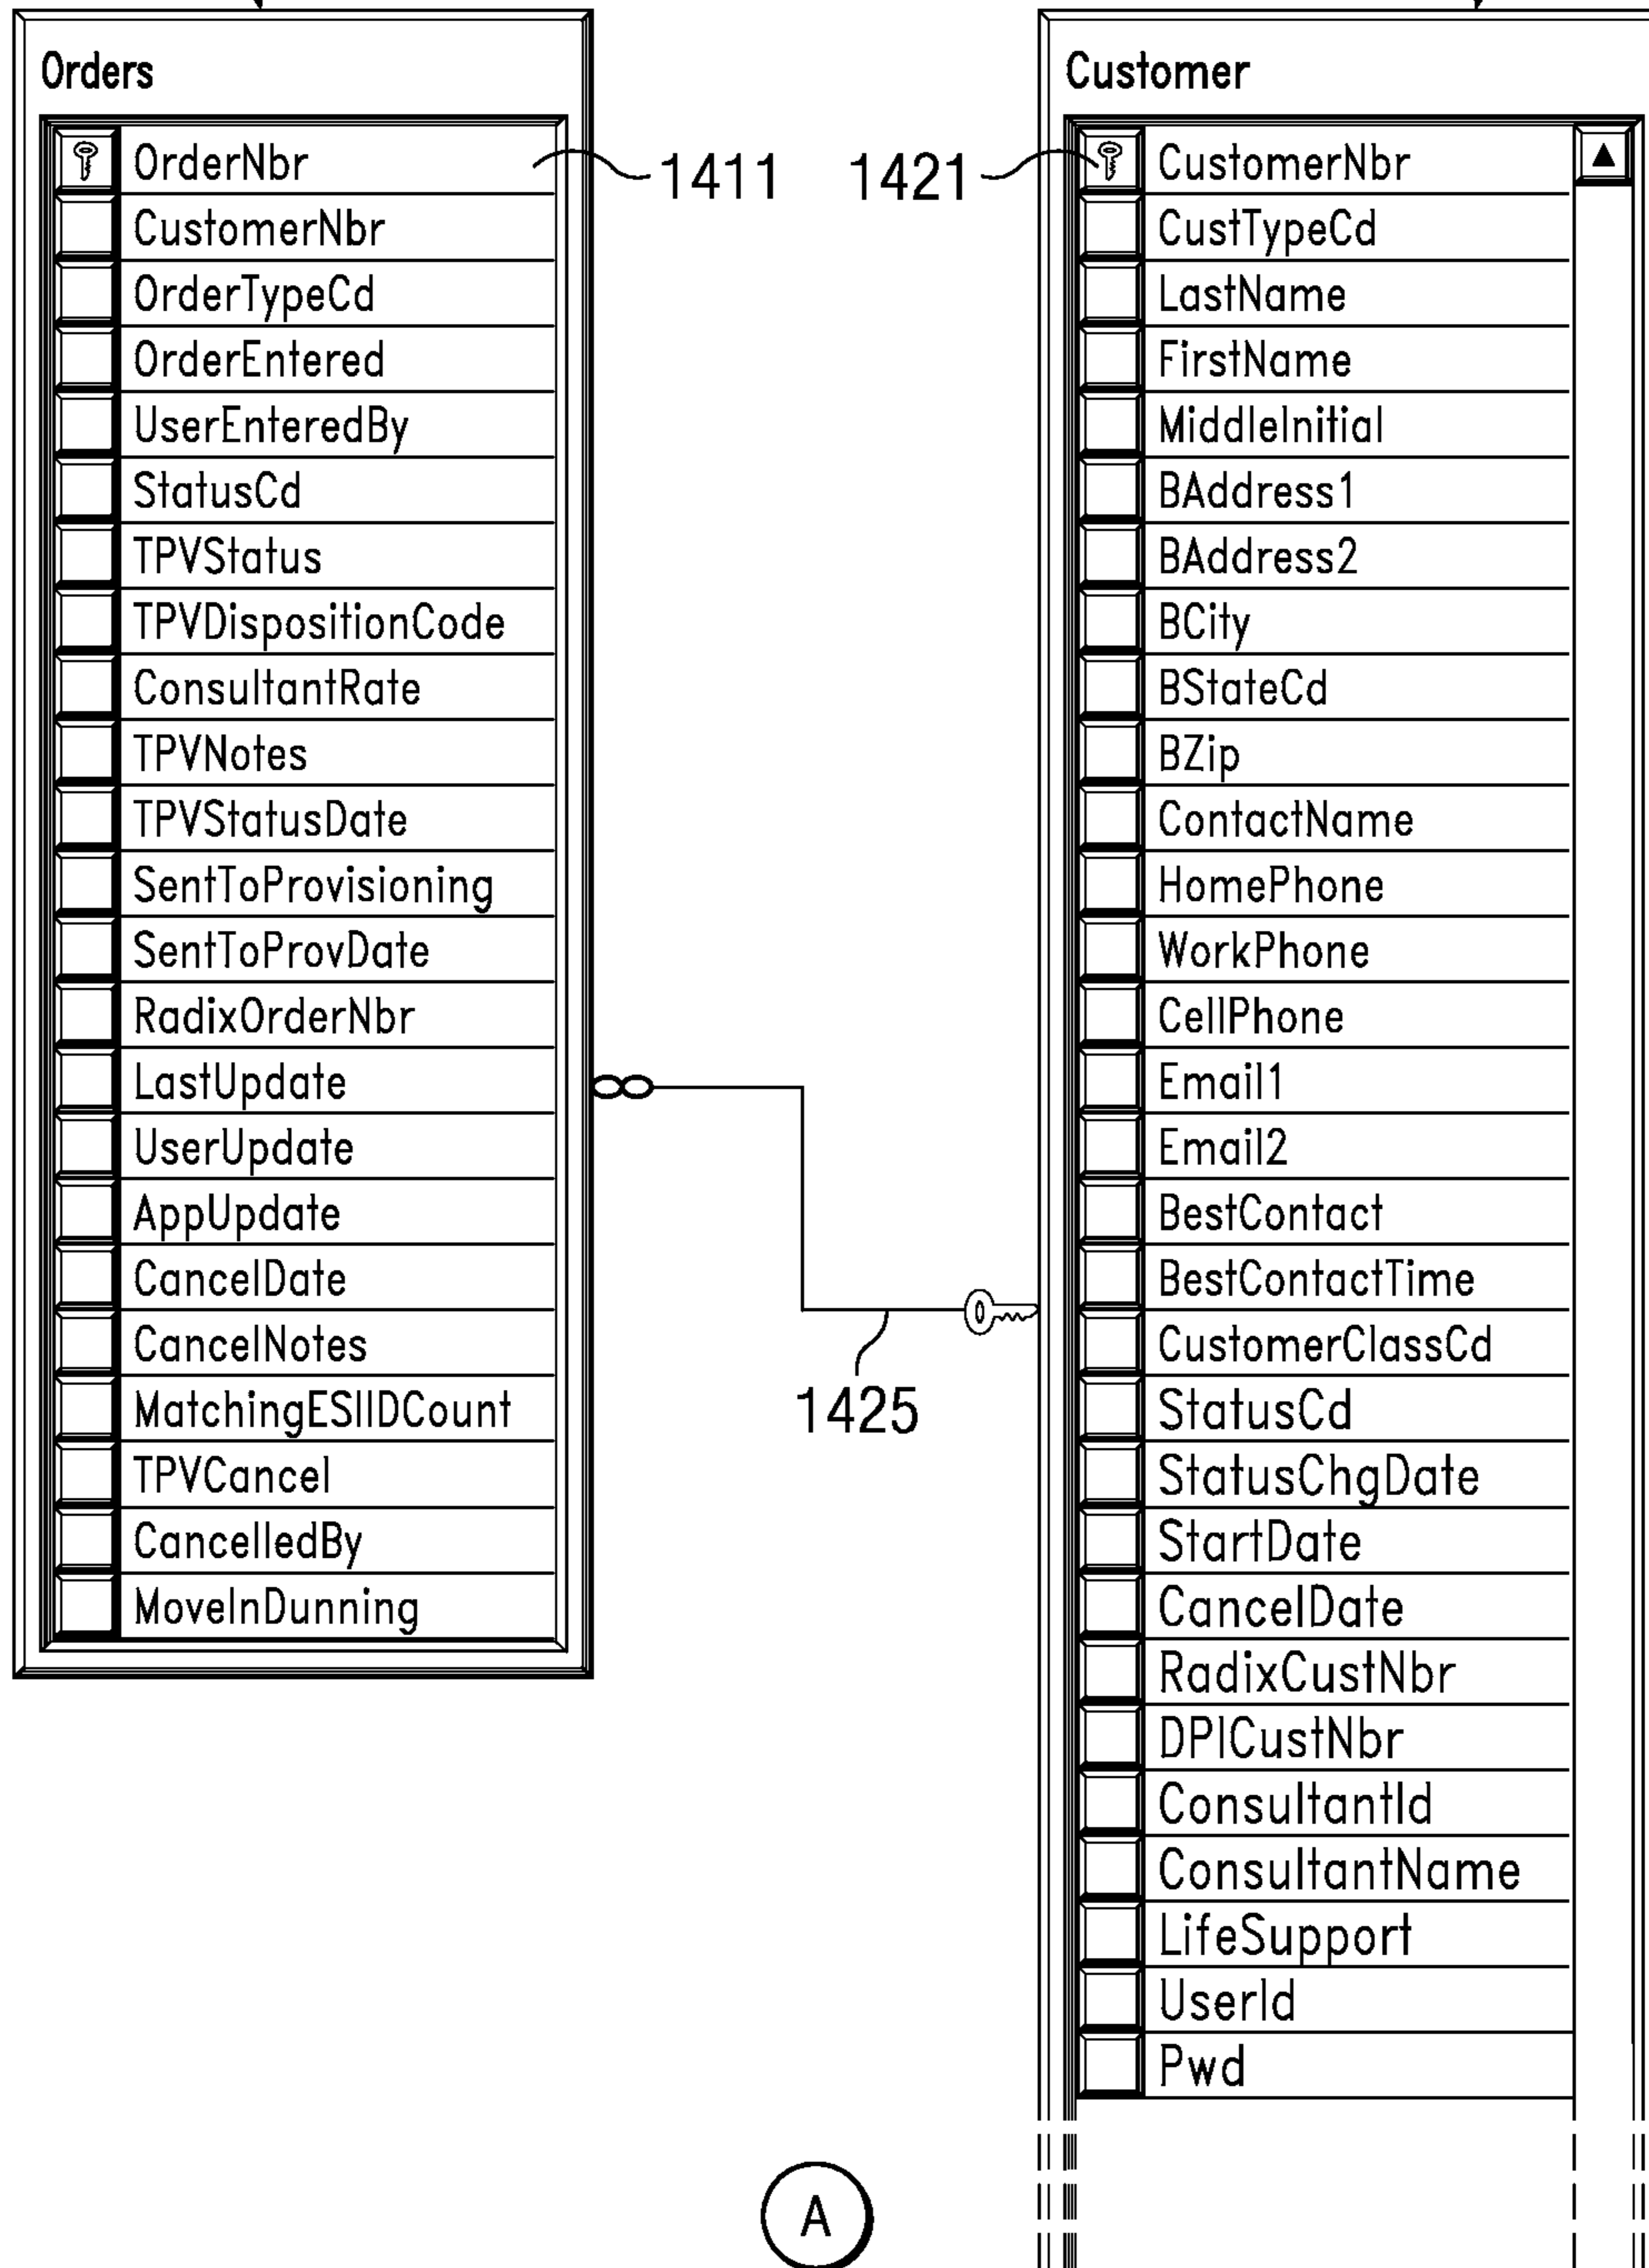 Orders
OrderNbr
CustomerNbr
OrderTypeCd
OrderEntered
UserEnteredBy
StatusCd
TPVStatus
TPVDispositionCode
ConsultantRate
TPVNotes
TPVStatusDate
SentToProvisioning
SentToProvDate
RadixOrderNbr
LastUpdate
UserUpdate
AppUpdate
CancelDate
CancelNotes
MatchingESIIDCount
TPVCancel
CancelledBy
MoveInDunning
1411
1421
1425
Customer
CustomerNbr
CustTypeCd
LastName
FirstName
MiddleInitial
BAddress1
BAddress2
BCity
BStateCd
BZip
ContactName
HomePhone
WorkPhone
CellPhone
Email1
Email2
BestContact
BestContactTime
CustomerClassCd
StatusCd
StatusChgDate
StartDate
CancelDate
RadixCustNbr
DPICustNbr
ConsultantId
ConsultantName
LifeSupport
UserId
Pwd
A